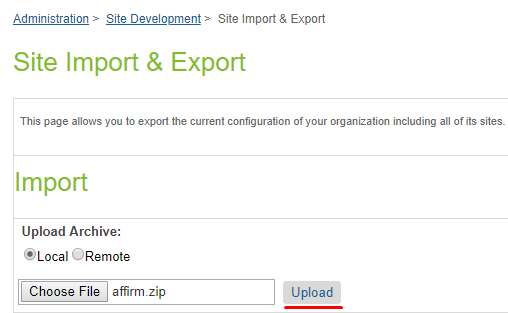 Administration > Site Development > Site Import & Export
Site Import & Export
This page allows you to export the current configuration of your organization including all of its sites.
Import
Upload Archive:
Local Remote
Choose File affirm.zip Upload